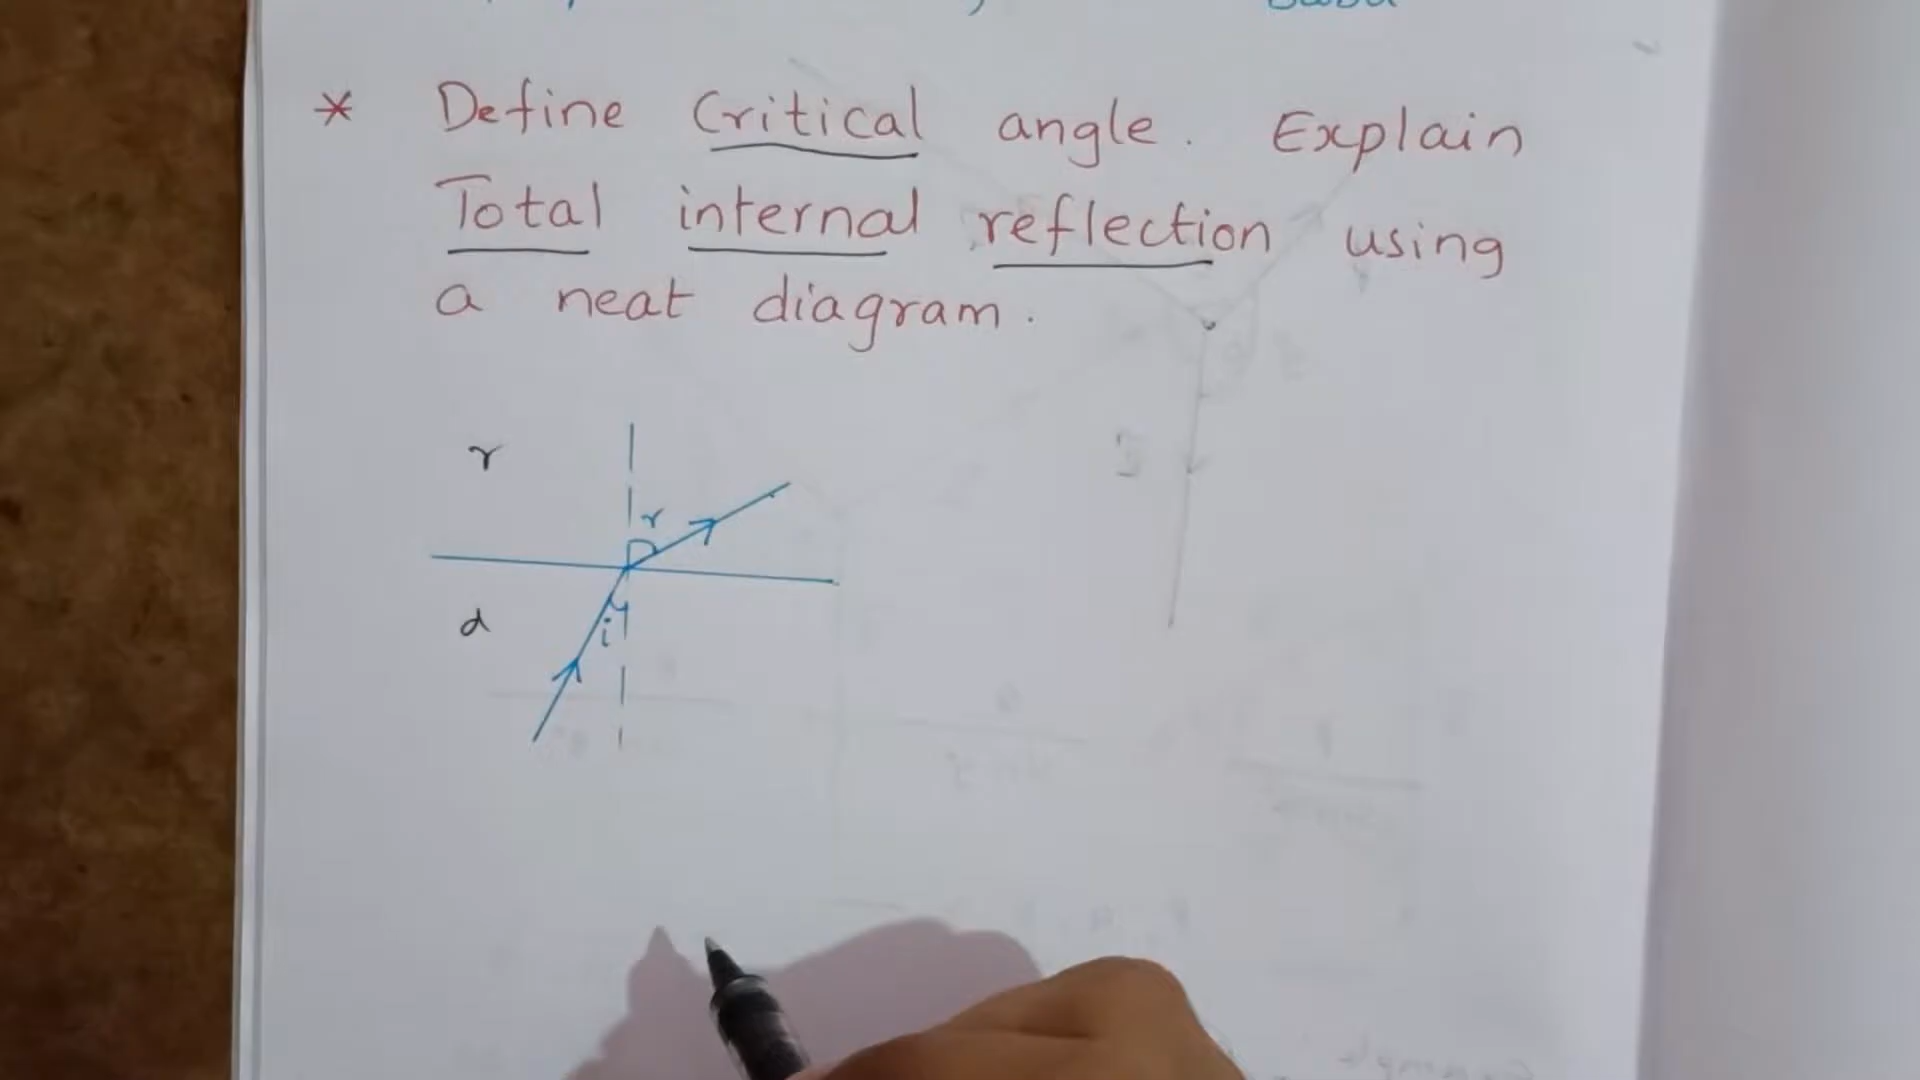 * Define Critical angle. Explain
Total internal reflection using
a neat diagram.
r
r
d
i